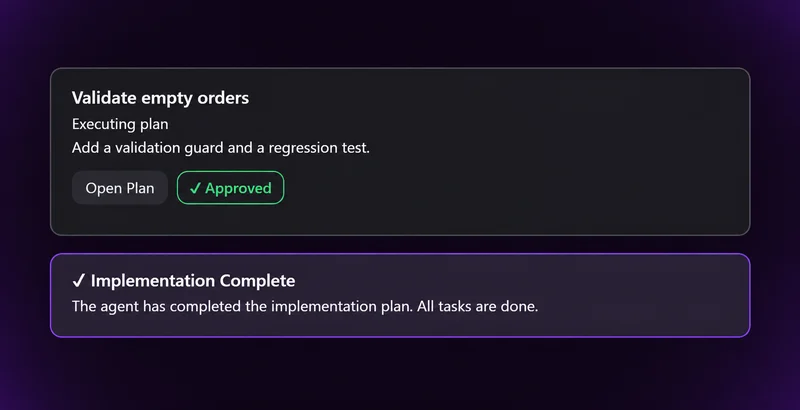 Validate empty orders
Executing plan
Add a validation guard and a regression test.
Open Plan ✓ Approved
✓ Implementation Complete
The agent has completed the implementation plan. All tasks are done.